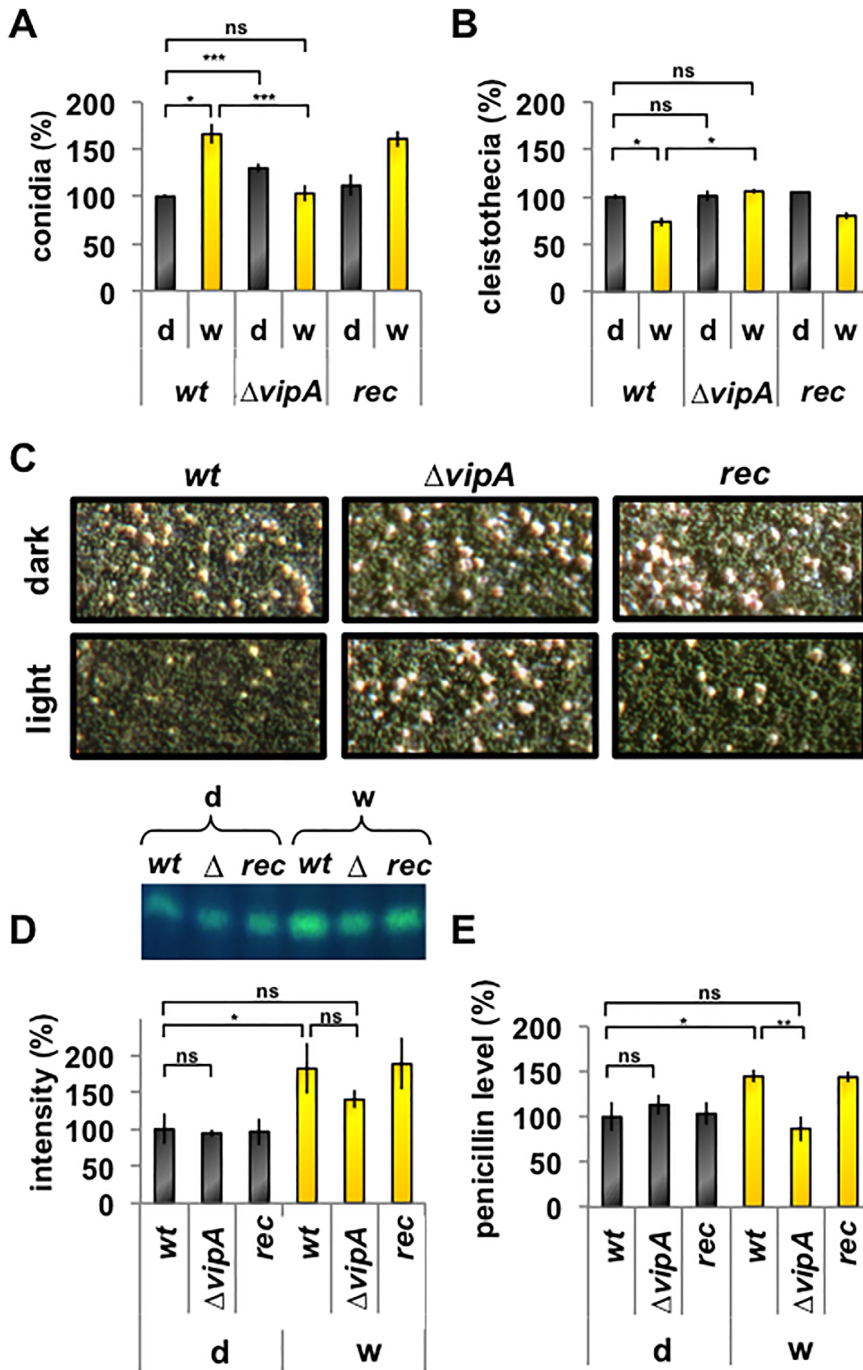 A
B
ns
***
*
***
conidia (%)
200
150
100
50
0
d w d w d w
wt ΔvipA rec
ns
ns
*
*
cleistothecia (%)
200
150
100
50
0
d w d w d w
wt ΔvipA rec
C
wt ΔvipA rec
dark
light
d w
wt Δ rec wt Δ rec
D
E
ns
*
ns
ns
intensity (%)
200
150
100
50
0
wt ΔvipA rec wt ΔvipA rec
d w
ns
*
**
ns
penicillin level (%)
200
150
100
50
0
wt ΔvipA rec wt ΔvipA rec
d w